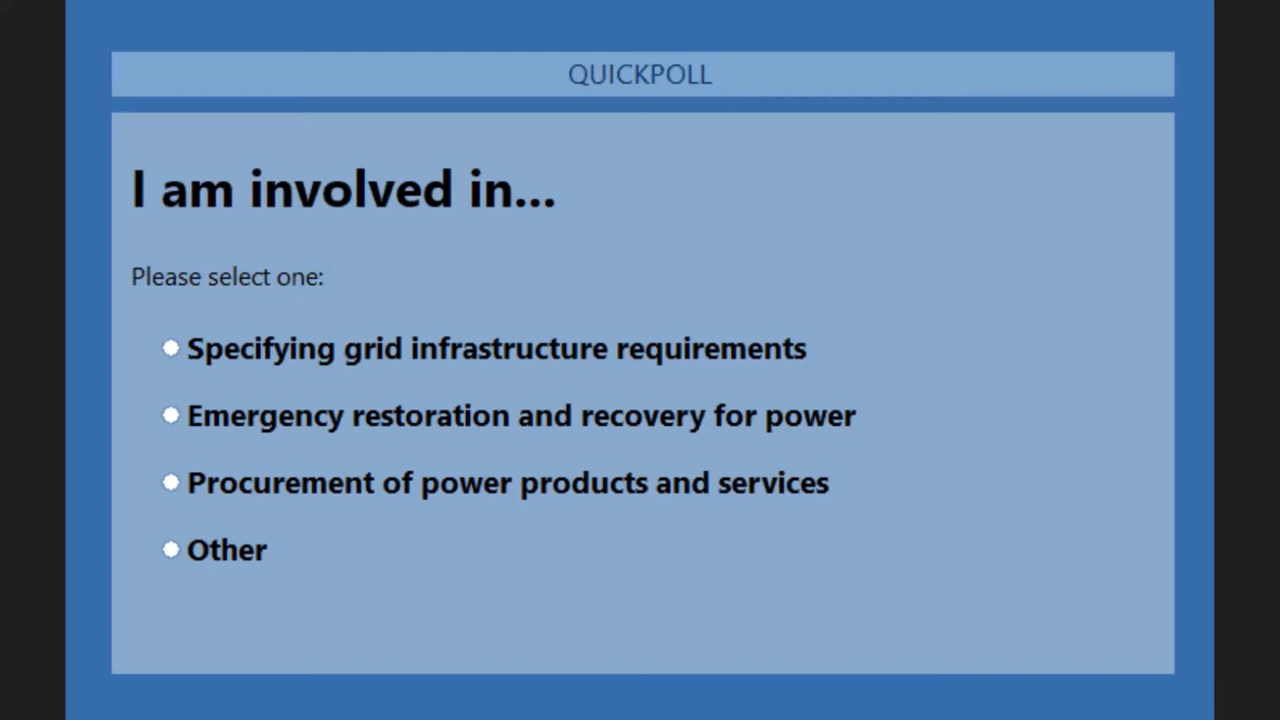 QUICKPOLL
I am involved in...
Please select one:
Specifying grid infrastructure requirements
Emergency restoration and recovery for power
Procurement of power products and services
Other